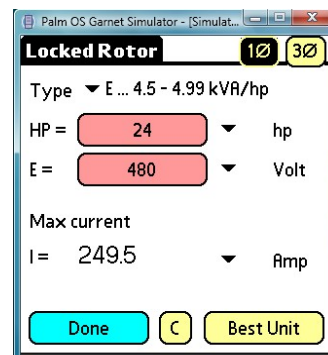 Palm OS Garnet Simulator - [Simulat...
Locked Rotor 1Ø 3Ø
Type E ... 4.5 - 4.99 kVA/hp
HP = 24 hp
E = 480 Volt
Max current
I = 249.5 Amp
Done C Best Unit